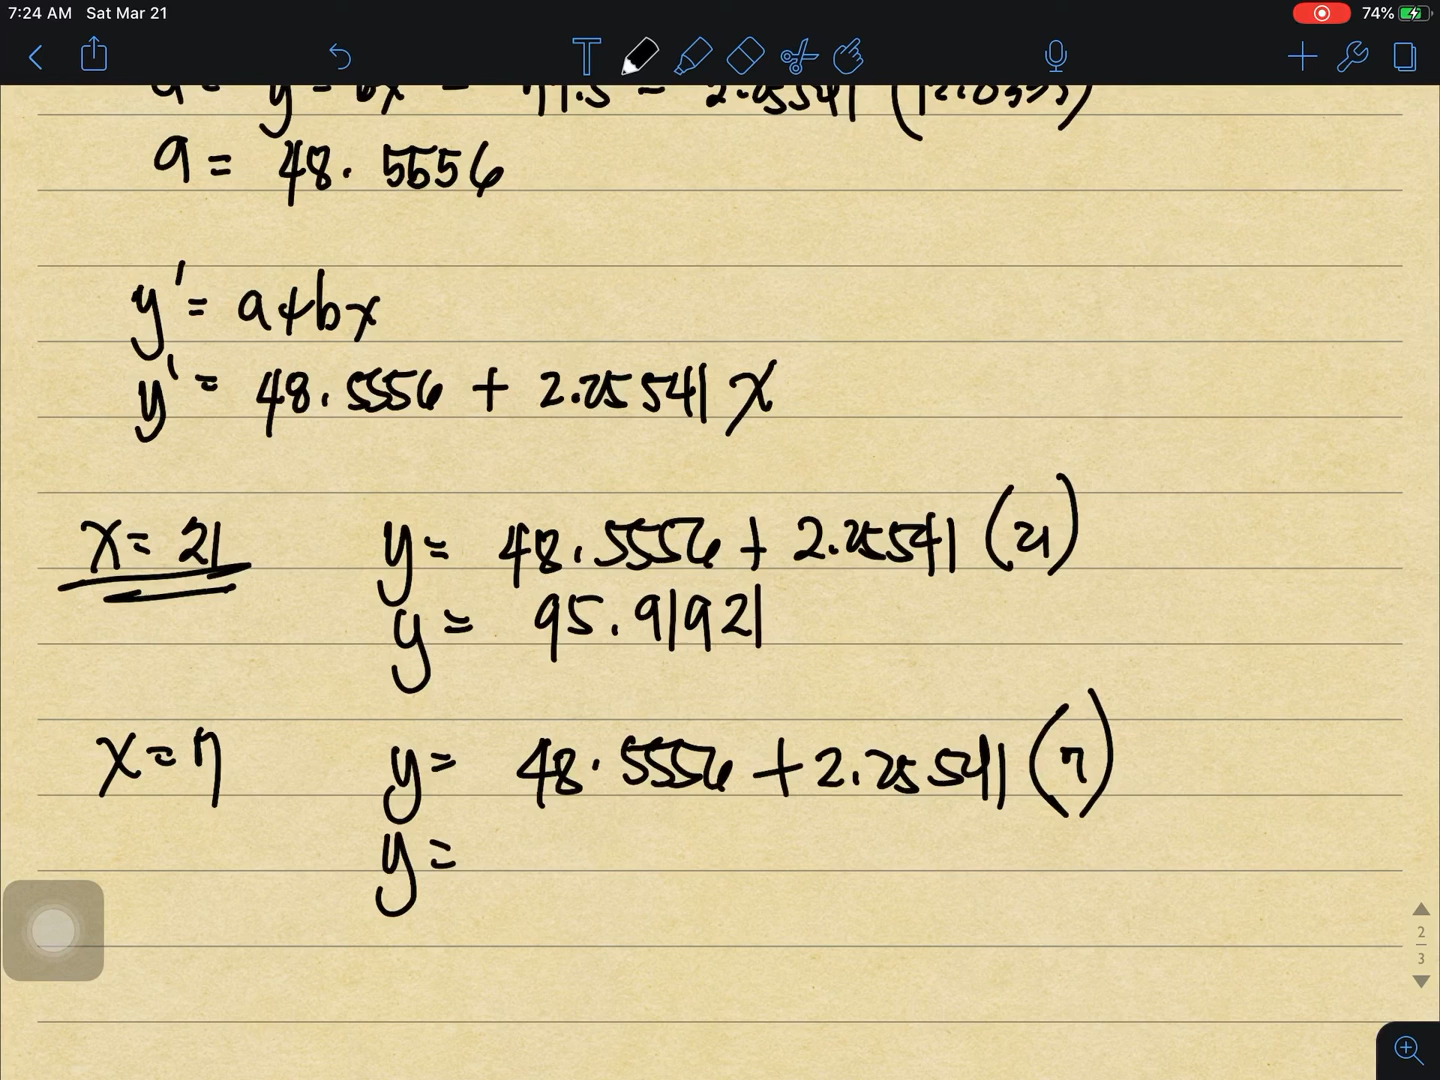 7:24 AM Sat Mar 21
74%
a = 48.5556
y' = a + bx
y' = 48.5556 + 2.25541 x
x = 21 y = 48.5556 + 2.25541 (21)
y = 95.91921
x = 7 y = 48.5556 + 2.25541 (7)
y =
2
3